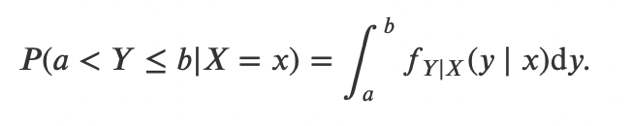 P(a < Y ≤ b|X = x) = ∫_a^b f_{Y|X}(y | x)dy.